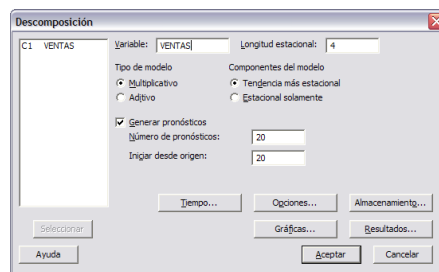 Descomposición
C1 VENTAS
Variable: VENTAS
Longitud estacional: 4
Tipo de modelo
Multiplicativo
Aditivo
Componentes del modelo
Tendencia más estacional
Estacional solamente
Generar pronósticos
Número de pronósticos: 20
Iniciar desde origen: 20
Tiempo...
Opciones...
Almacenamiento...
Seleccionar
Gráficas...
Resultados...
Ayuda
Aceptar
Cancelar